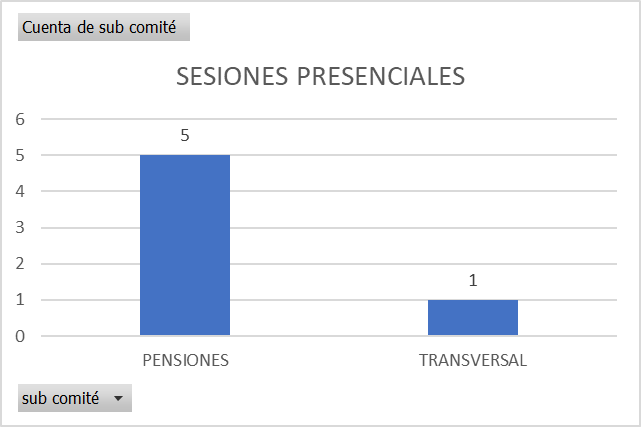 Cuenta de sub comité
SESIONES PRESENCIALES
6
5
4
3
2
1
0
5
1
PENSIONES
TRANSVERSAL
sub comité